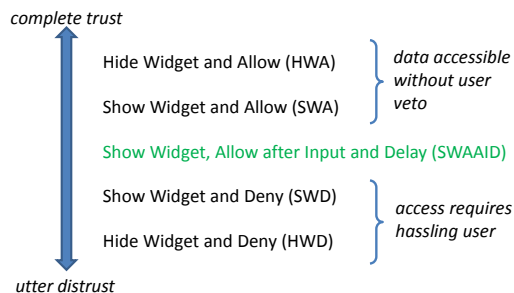 complete trust
Hide Widget and Allow (HWA)
Show Widget and Allow (SWA)
data accessible
without user
veto
Show Widget, Allow after Input and Delay (SWAAID)
Show Widget and Deny (SWD)
Hide Widget and Deny (HWD)
access requires
hassling user
utter distrust